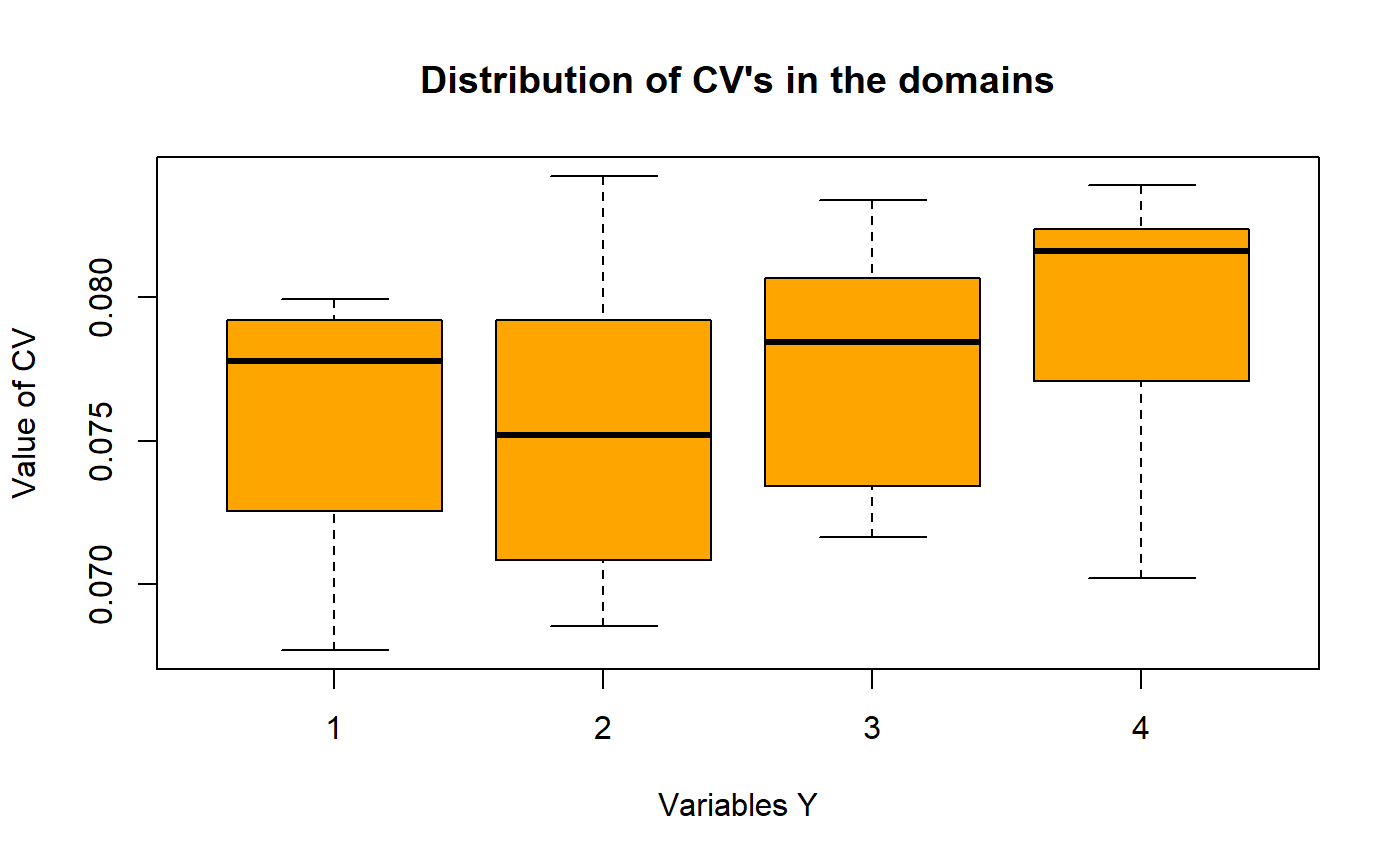 Distribution of CV's in the domains
Value of CV
0.080
0.075
0.070
1 2 3 4
Variables Y